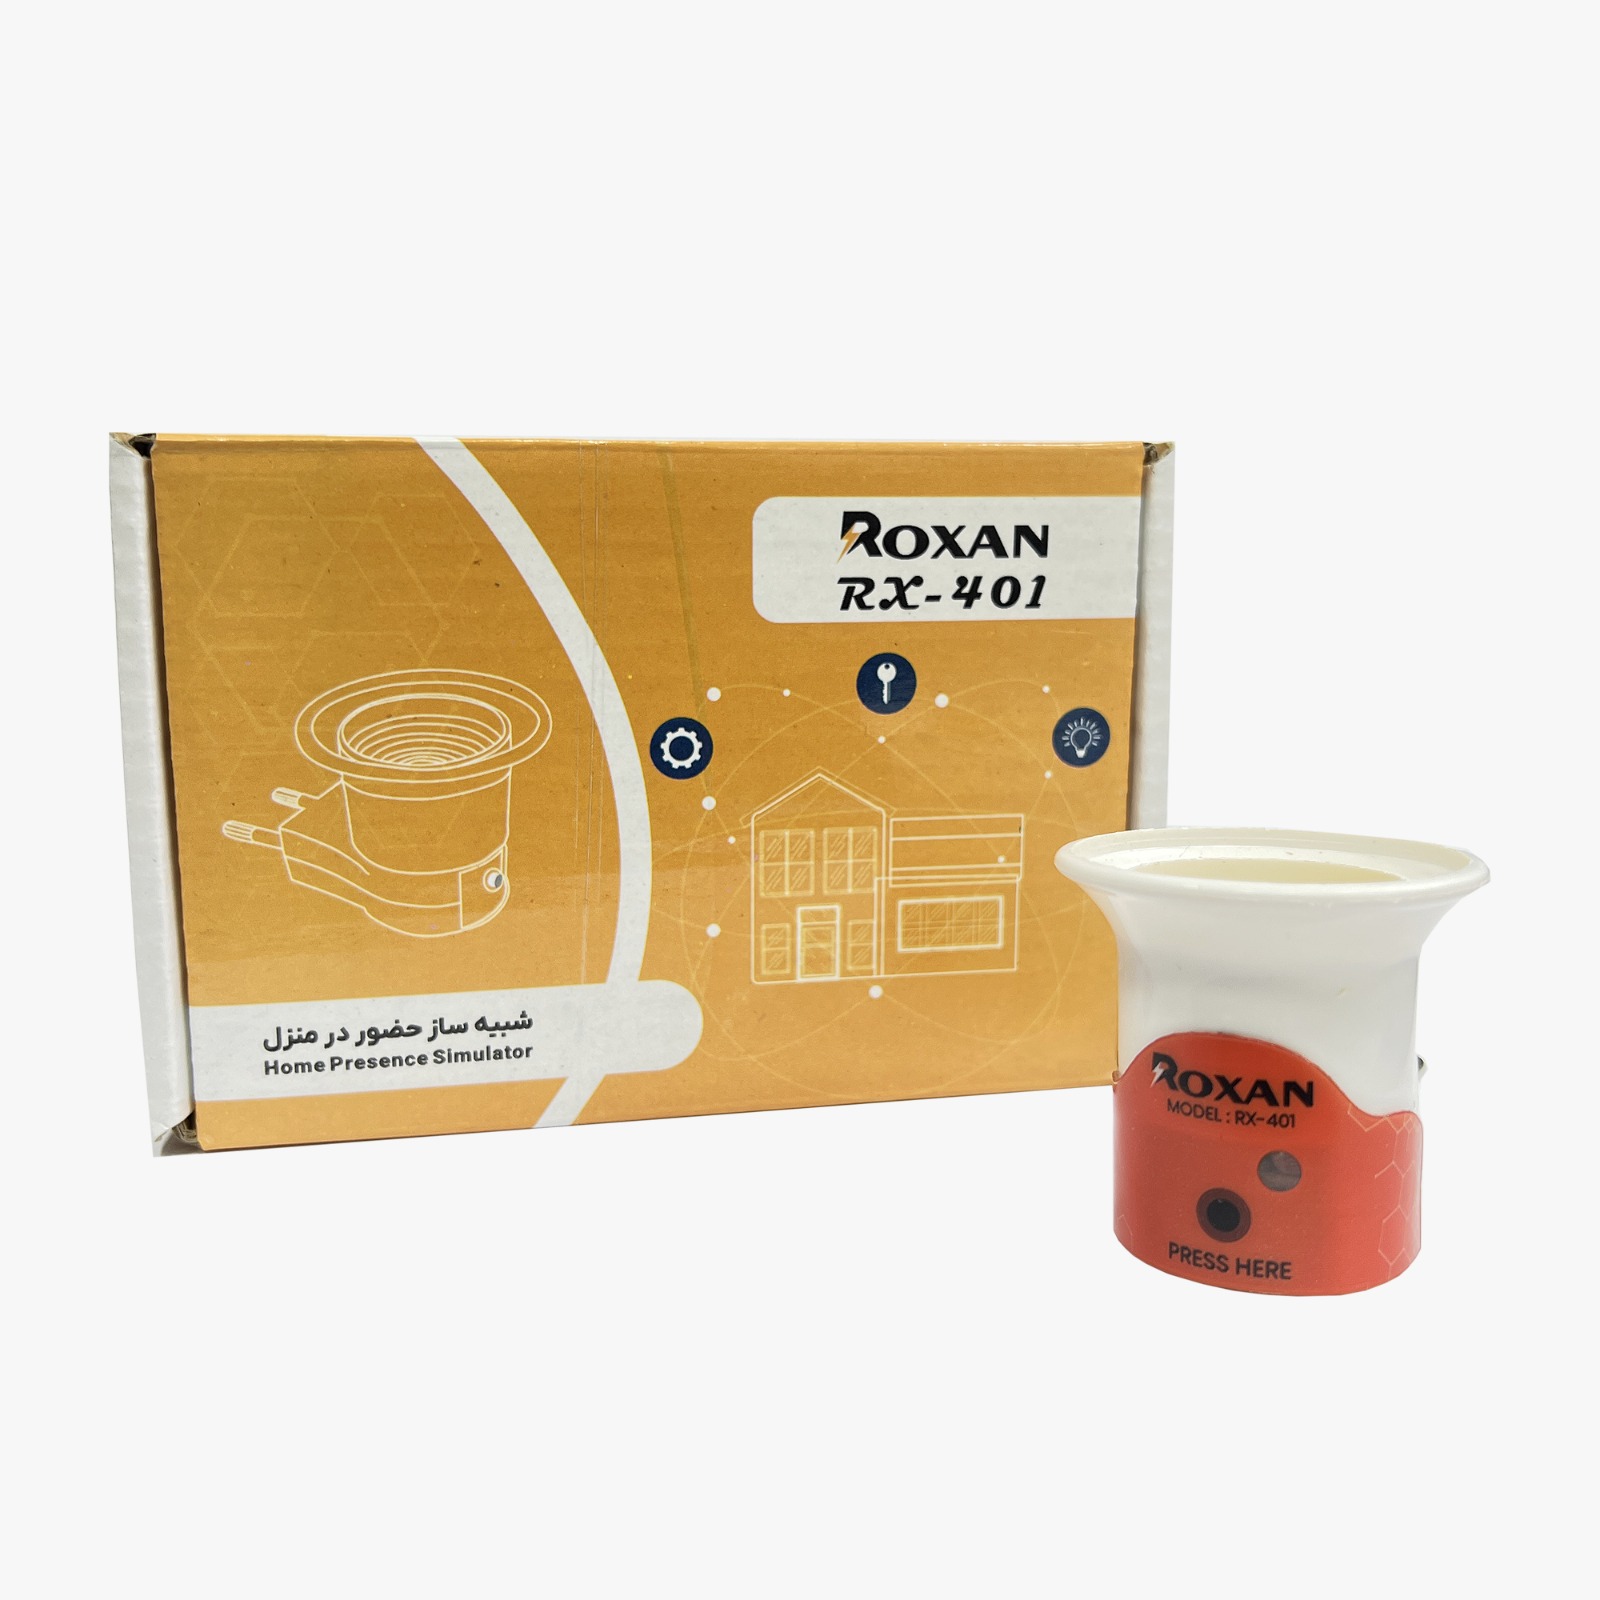 ROXAN
RX-401
شبیه ساز حضور در منزل
Home Presence Simulator
ROXAN
MODEL : RX-401
PRESS HERE